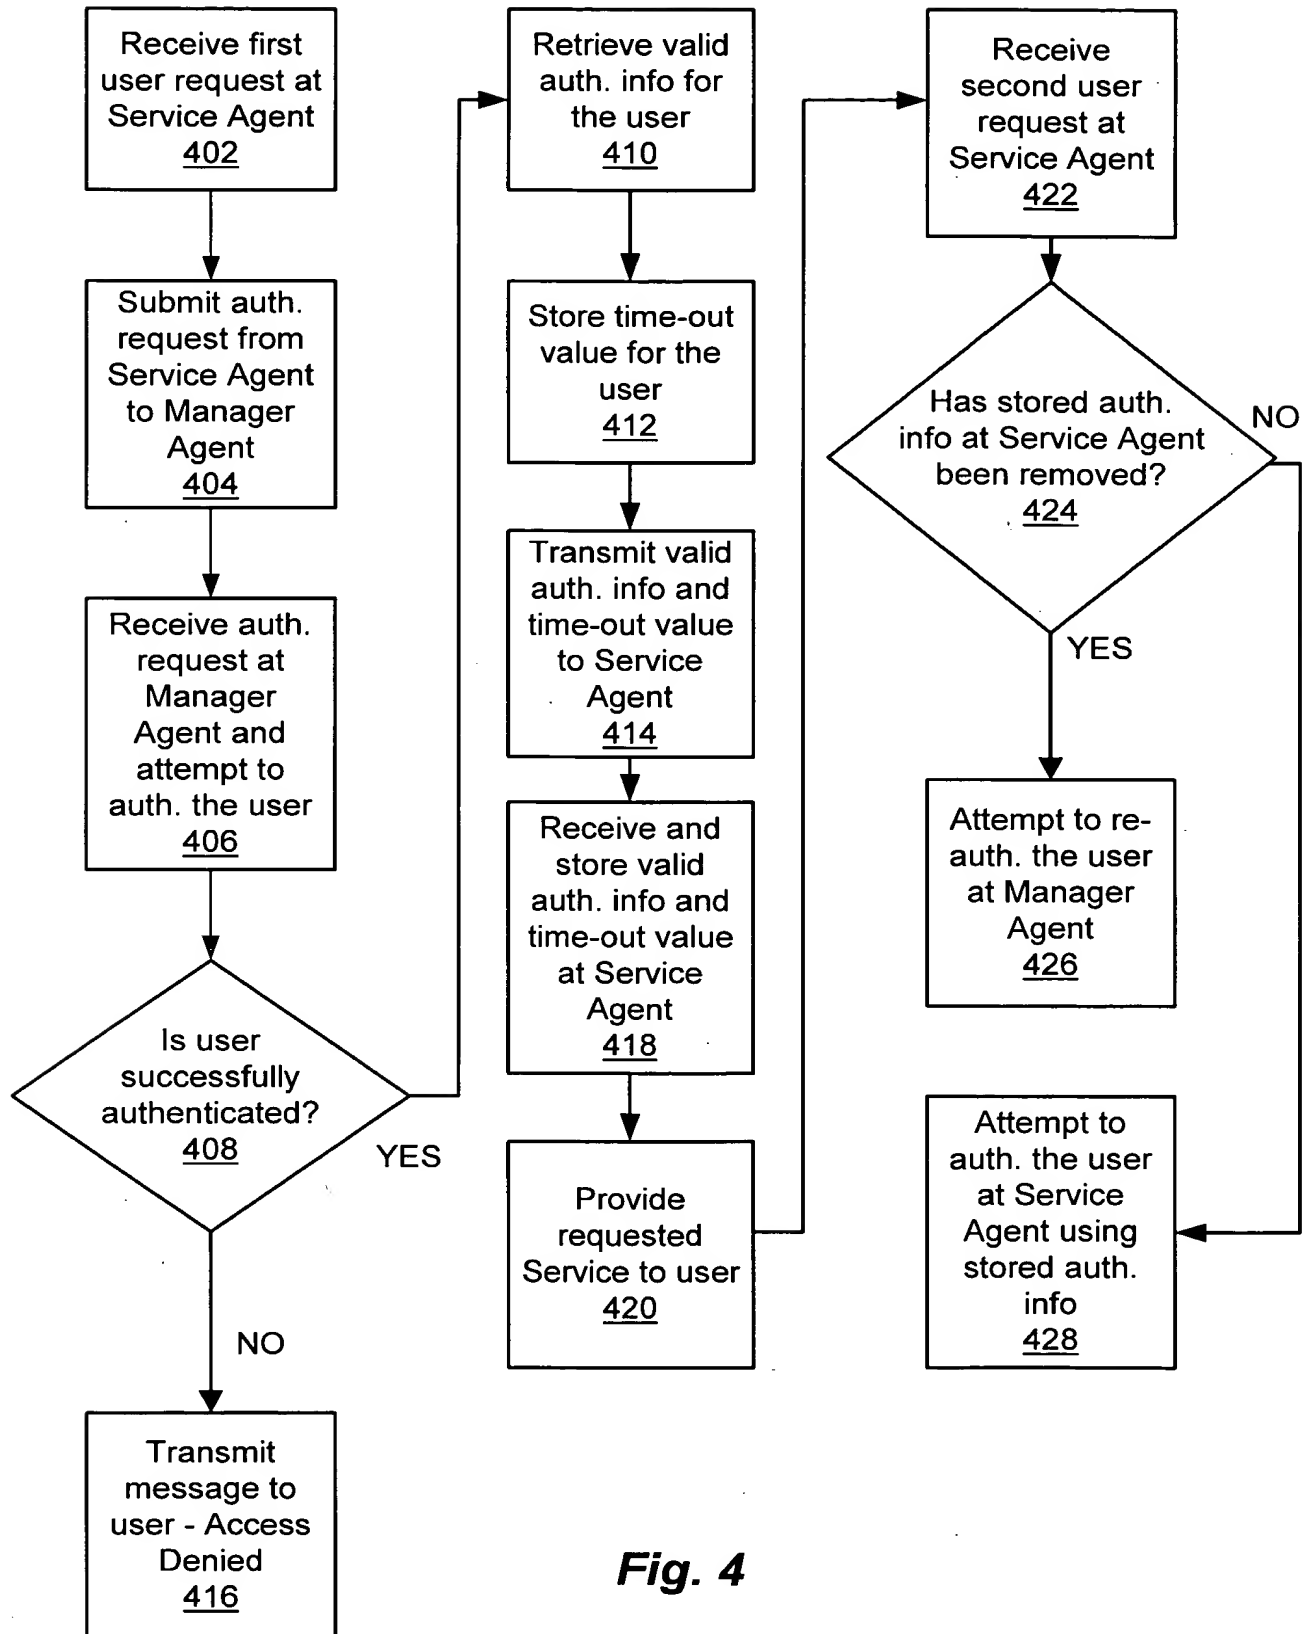 Receive first
user request at
Service Agent
402
Submit auth.
request from
Service Agent
to Manager
Agent
404
Receive auth.
request at
Manager
Agent and
attempt to
auth. the user
406
Is user
successfully
authenticated?
408
YES
NO
Transmit
message to
user - Access
Denied
416
Retrieve valid
auth. info for
the user
410
Store time-out
value for the
user
412
Transmit valid
auth. info and
time-out value
to Service
Agent
414
Receive and
store valid
auth. info and
time-out value
at Service
Agent
418
Provide
requested
Service to user
420
Receive
second user
request at
Service Agent
422
Has stored auth.
info at Service Agent
been removed?
424
NO
YES
Attempt to re-
auth. the user
at Manager
Agent
426
Attempt to
auth. the user
at Service
Agent using
stored auth.
info
428
Fig. 4